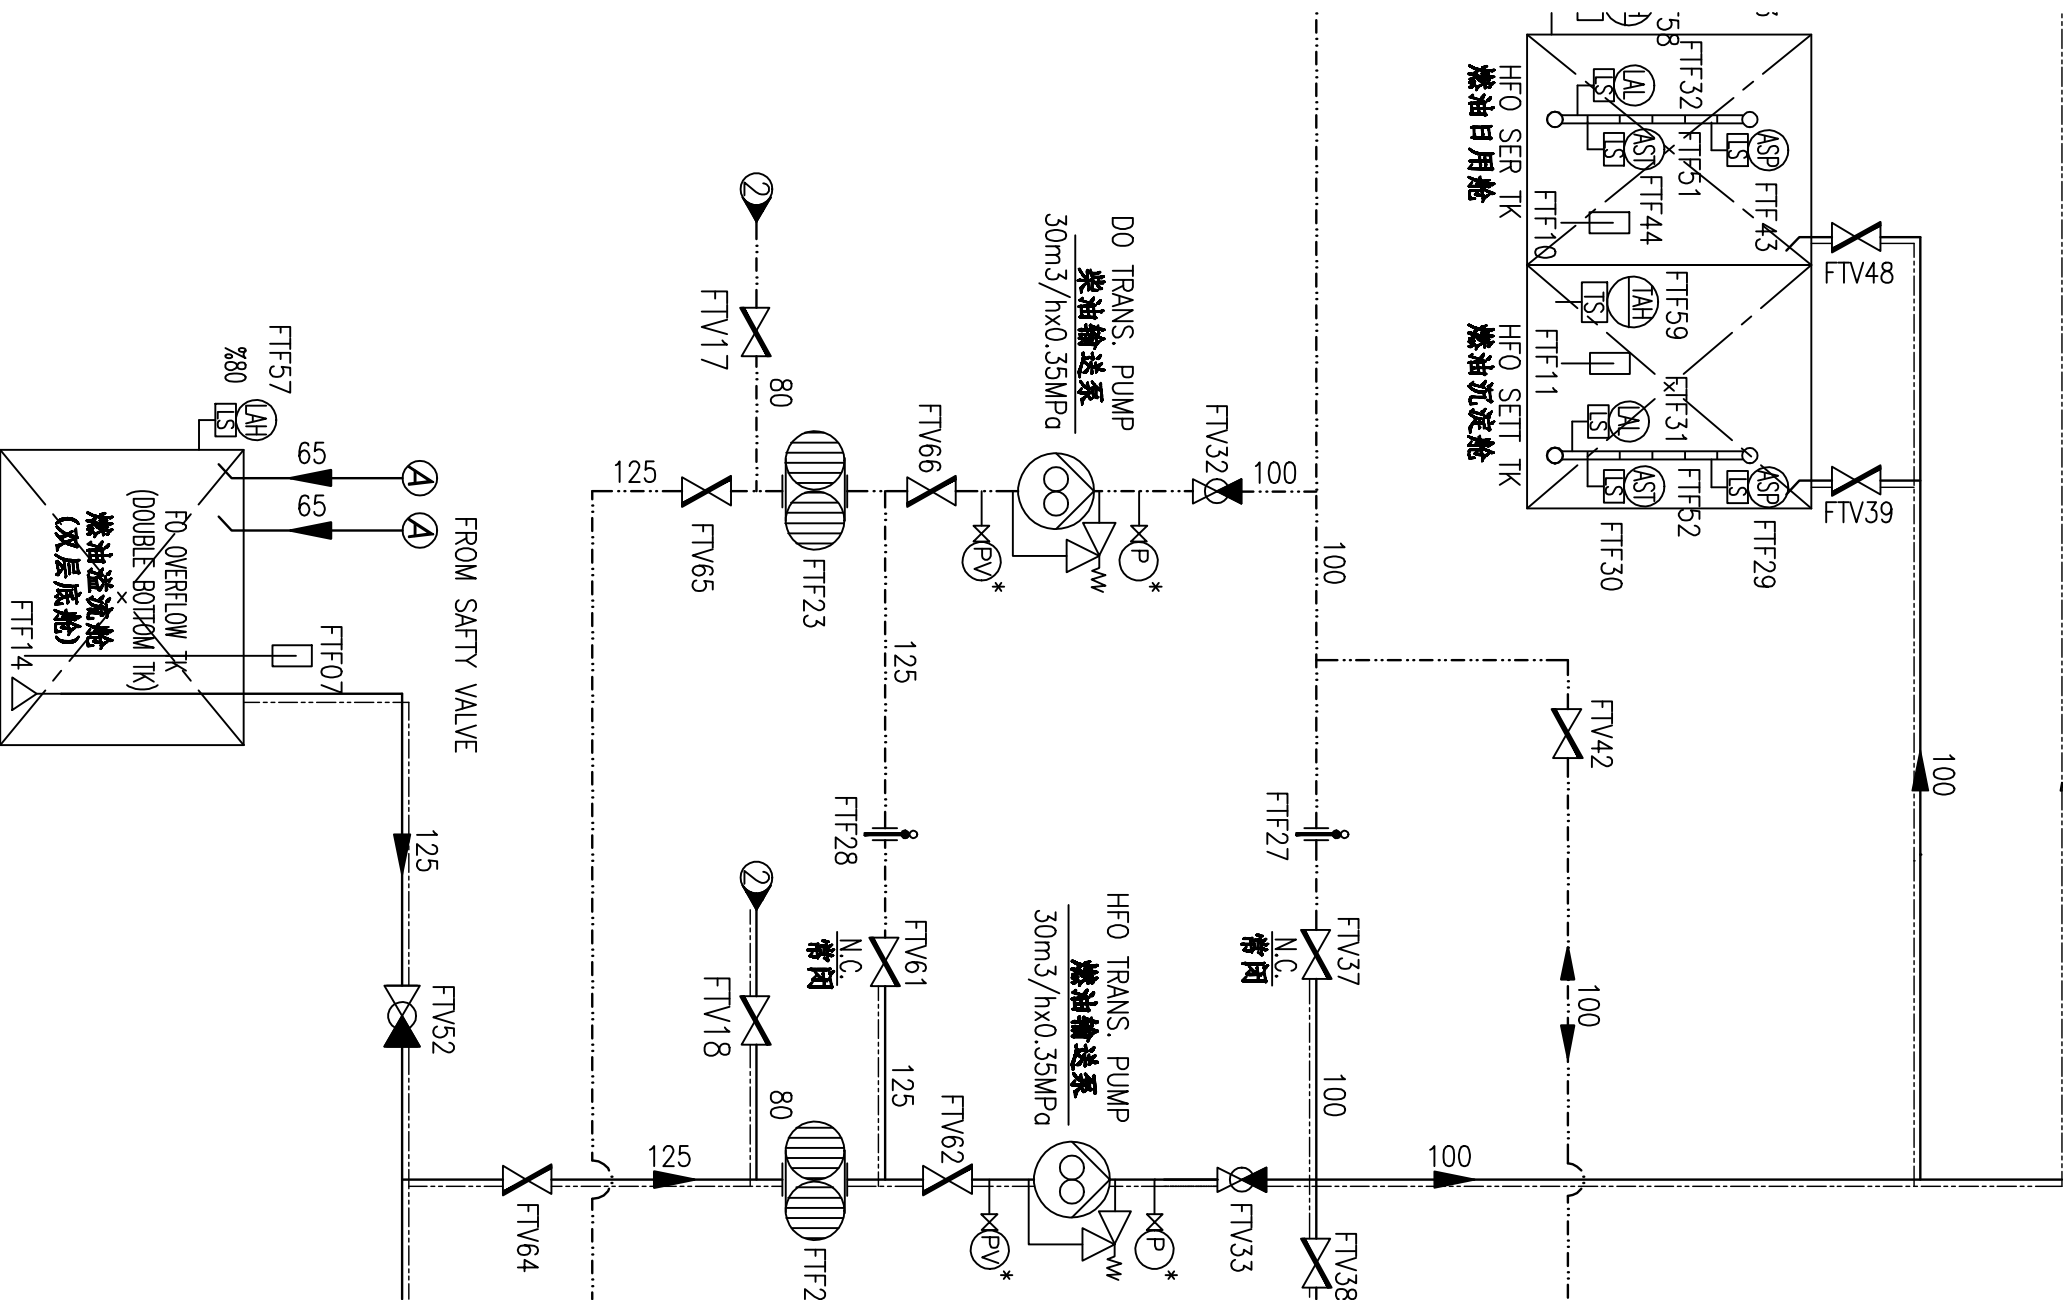 FTF58
FTF32
LAL
LS
ASP
LS
AST
LS
FTF51
FTF43
FTF44
FTF10
HFO SER TK
燃油日用舱
FTV48
FTF59
TAH
TS
FTF11
FTF31
LAL
LS
ASP
LS
AST
LS
FTF52
FTF29
FTF30
HFO SETT TK
燃油沉淀舱
FTV39
100
DO TRANS. PUMP
柴油输送泵
30m3/hx0.35MPa
2
FTV17
80
FTV66
FTV32
100
125
FTV65
FTF23
PV
*
P
*
100
125
FTV42
FTF57
%80
LAH
LS
65
A
65
A
FROM SAFTY VALVE
FO OVERFLOW TK
(DOUBLE BOTTOM TK)
燃油溢流舱
(双层底舱)
FTF14
FTF07
125
FTF28
FTF27
2
FTV18
80
FTV61
N.C.
常闭
FTV37
N.C.
常闭
100
HFO TRANS. PUMP
燃油输送泵
30m3/hx0.35MPa
FTV52
125
FTV62
100
125
100
FTV64
FTF2
PV
*
P
*
FTV33
FTV38